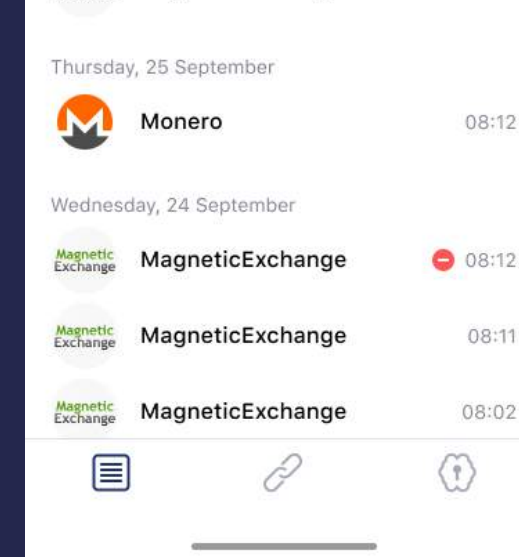 Thursday, 25 September
Monero 08:12
Wednesday, 24 September
Magnetic
Exchange
MagneticExchange 08:12
Magnetic
Exchange
MagneticExchange 08:11
Magnetic
Exchange
MagneticExchange 08:02